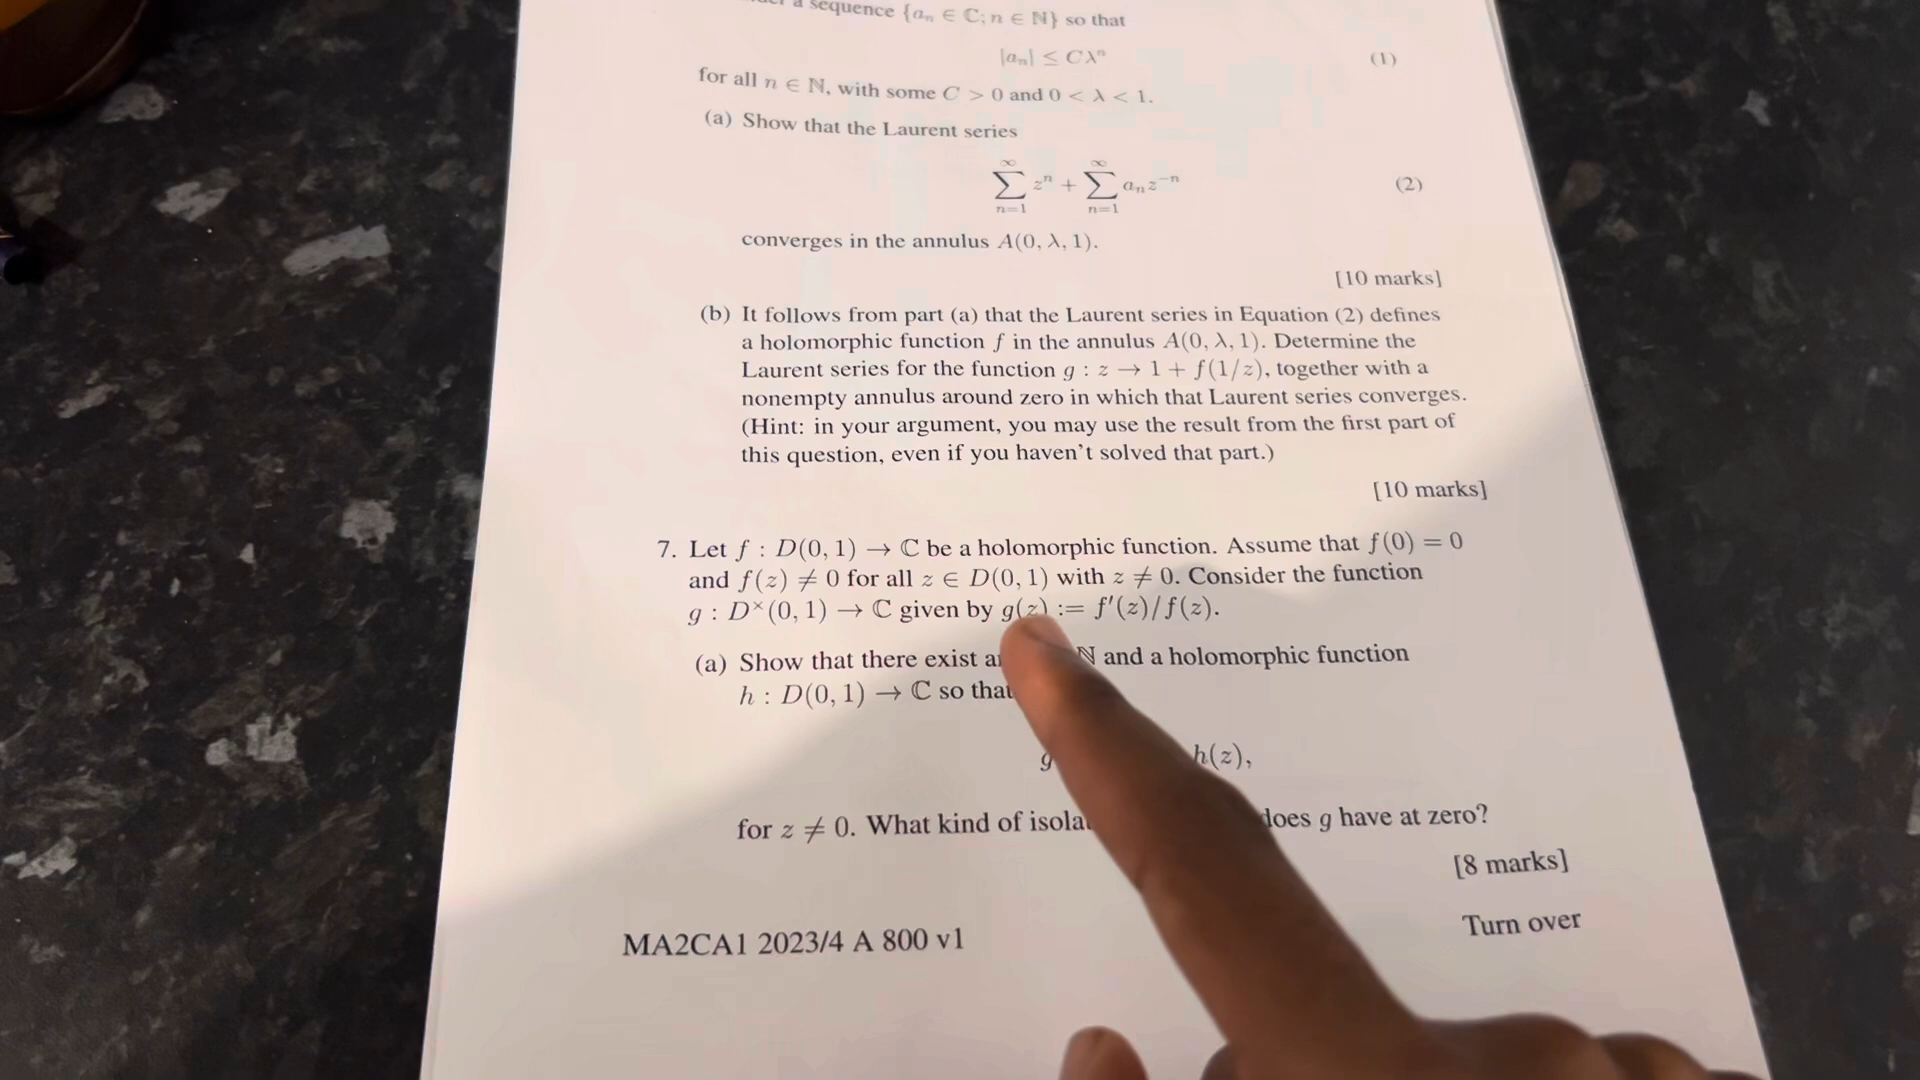 a sequence {aₙ ∈ ℂ; n ∈ ℕ} so that
|aₙ| ≤ Cλⁿ (1)
for all n ∈ ℕ, with some C > 0 and 0 < λ < 1.
(a) Show that the Laurent series
∑_{n=1}^{∞} zⁿ + ∑_{n=1}^{∞} aₙz⁻ⁿ (2)
converges in the annulus A(0, λ, 1).
[10 marks]
(b) It follows from part (a) that the Laurent series in Equation (2) defines
a holomorphic function f in the annulus A(0, λ, 1). Determine the
Laurent series for the function g : z → 1 + f(1/z), together with a
nonempty annulus around zero in which that Laurent series converges.
(Hint: in your argument, you may use the result from the first part of
this question, even if you haven't solved that part.)
[10 marks]
7. Let f : D(0, 1) → ℂ be a holomorphic function. Assume that f(0) = 0
and f(z) ≠ 0 for all z ∈ D(0, 1) with z ≠ 0. Consider the function
g : D×(0, 1) → ℂ given by g(z) := f′(z)/f(z).
(a) Show that there exist ℕ and a holomorphic function
h : D(0, 1) → ℂ so that
g h(z),
for z ≠ 0. What kind of does g have at zero?
[8 marks]
Turn over
MA2CA1 2023/4 A 800 v1